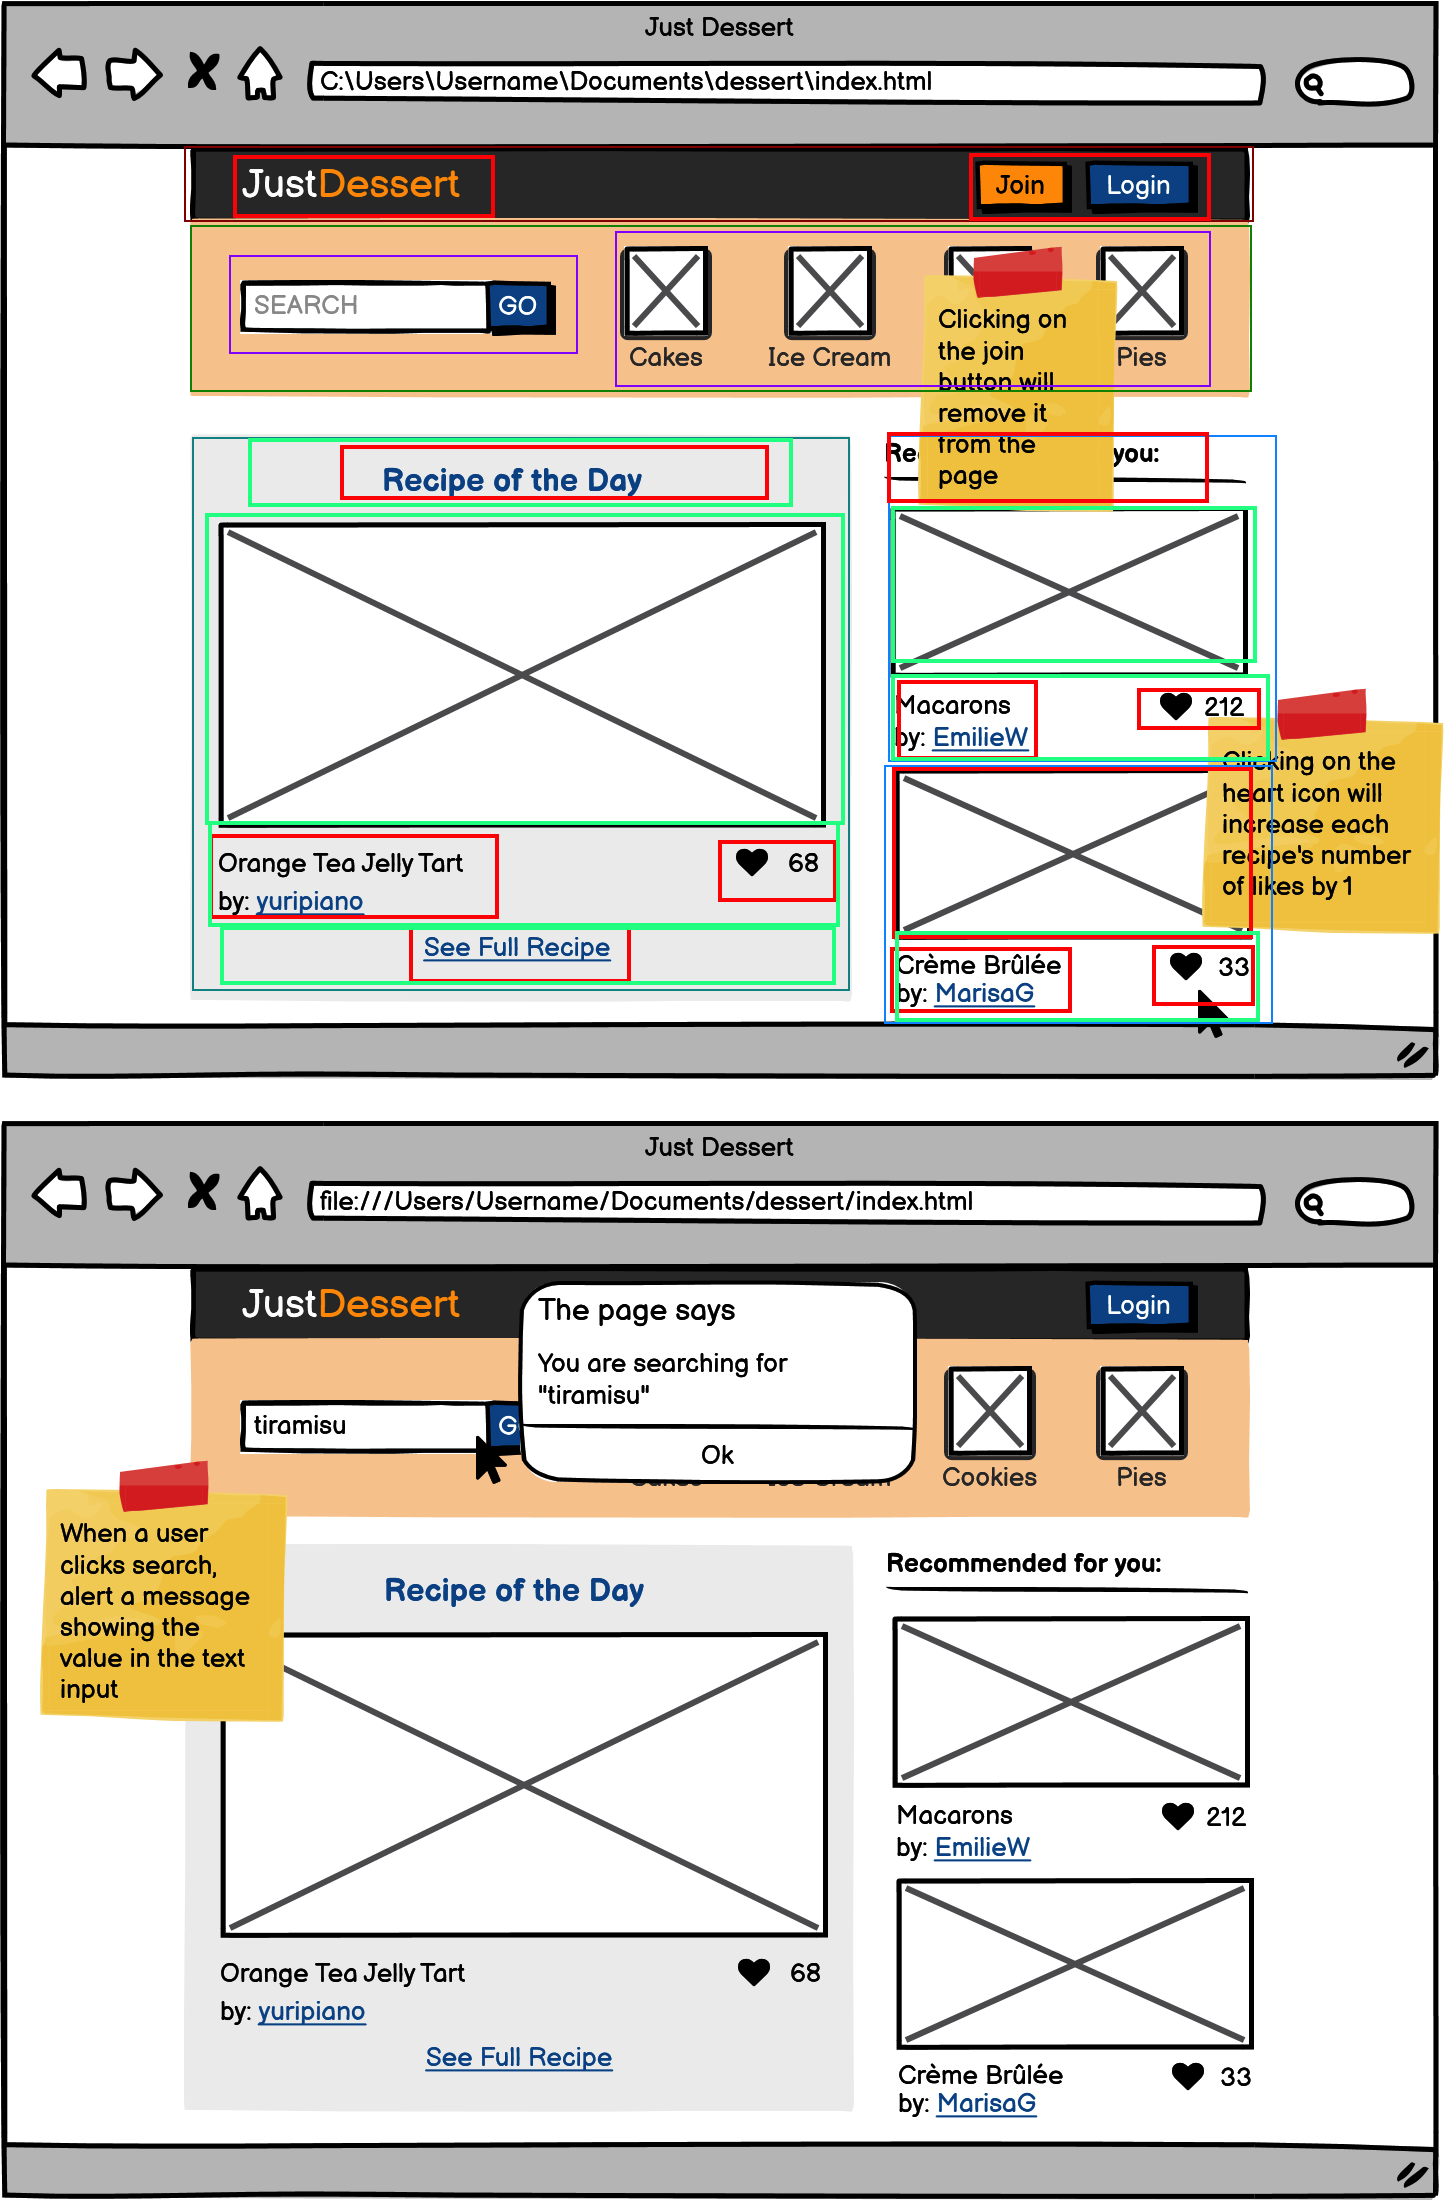 Just Dessert
C:\Users\Username\Documents\dessert\index.html
JustDessert
Join
Login
SEARCH
GO
Cakes
Ice Cream
Pies
Clicking on
the join
button will
remove it
from the
page
Recipe of the Day
you:
Orange Tea Jelly Tart
68
by: yuripiano
See Full Recipe
Macarons
212
by: EmilieW
Clicking on the
heart icon will
increase each
recipe's number
of likes by 1
Crème Brûlée
33
by: MarisaG
Just Dessert
file:///Users/Username/Documents/dessert/index.html
JustDessert
Login
The page says
You are searching for
"tiramisu"
Ok
tiramisu
Cookies
Pies
When a user
clicks search,
alert a message
showing the
value in the text
input
Recipe of the Day
Orange Tea Jelly Tart
68
by: yuripiano
See Full Recipe
Recommended for you:
Macarons
212
by: EmilieW
Crème Brûlée
33
by: MarisaG